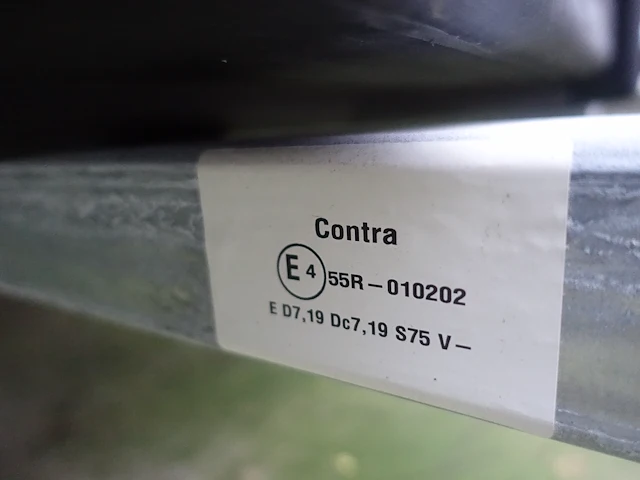 Contra
E4 55R-010202
E D7,19 Dc7,19 S75 V-